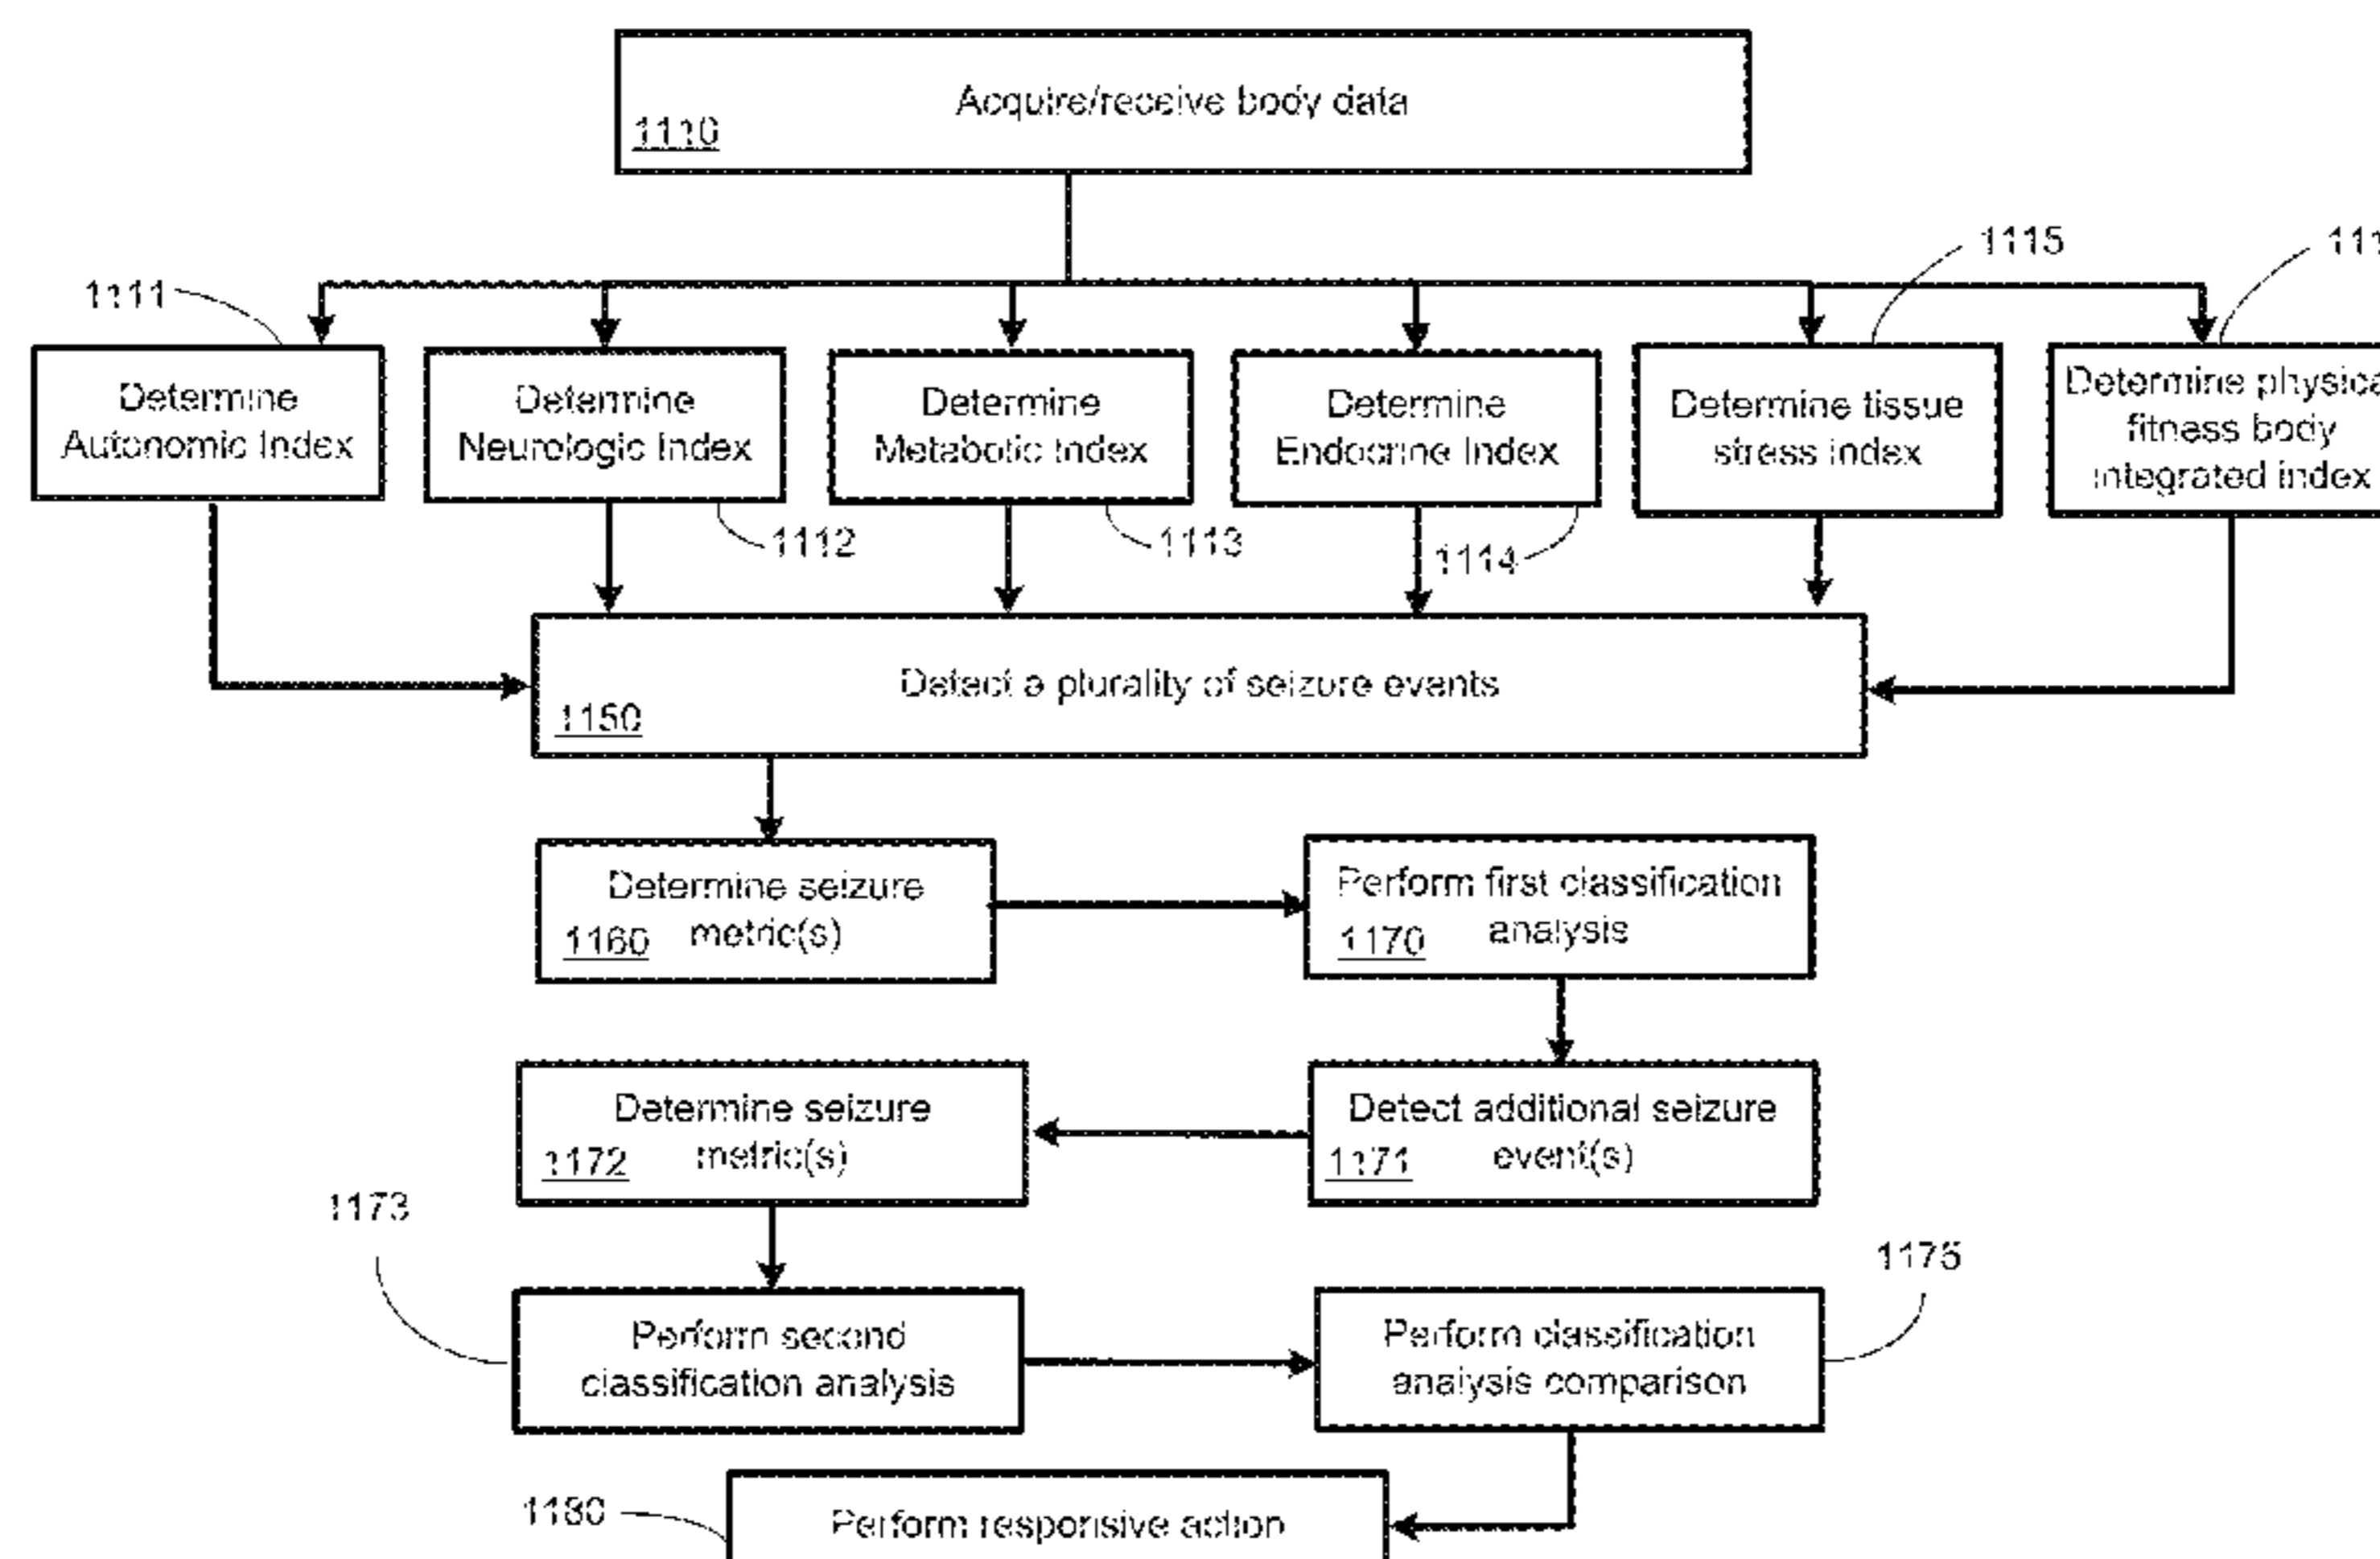 Acquire/receive body data
1110
1115
111
1111
Determine
Autonomic Index
Determine
Neurologic Index
Determine
Metabolic Index
Determine
Endocrine Index
Determine tissue
stress index
Determine physica
fitness body
integrated index
1112
1113
1114
Detect a plurality of seizure events
1150
Determine seizure
metric(s)
1160
Perform first classification
analysis
1170
Determine seizure
metric(s)
1172
Detect additional seizure
event(s)
1171
1173
1175
Perform second
classification analysis
Perform classification
analysis comparison
1180
Perform responsive action